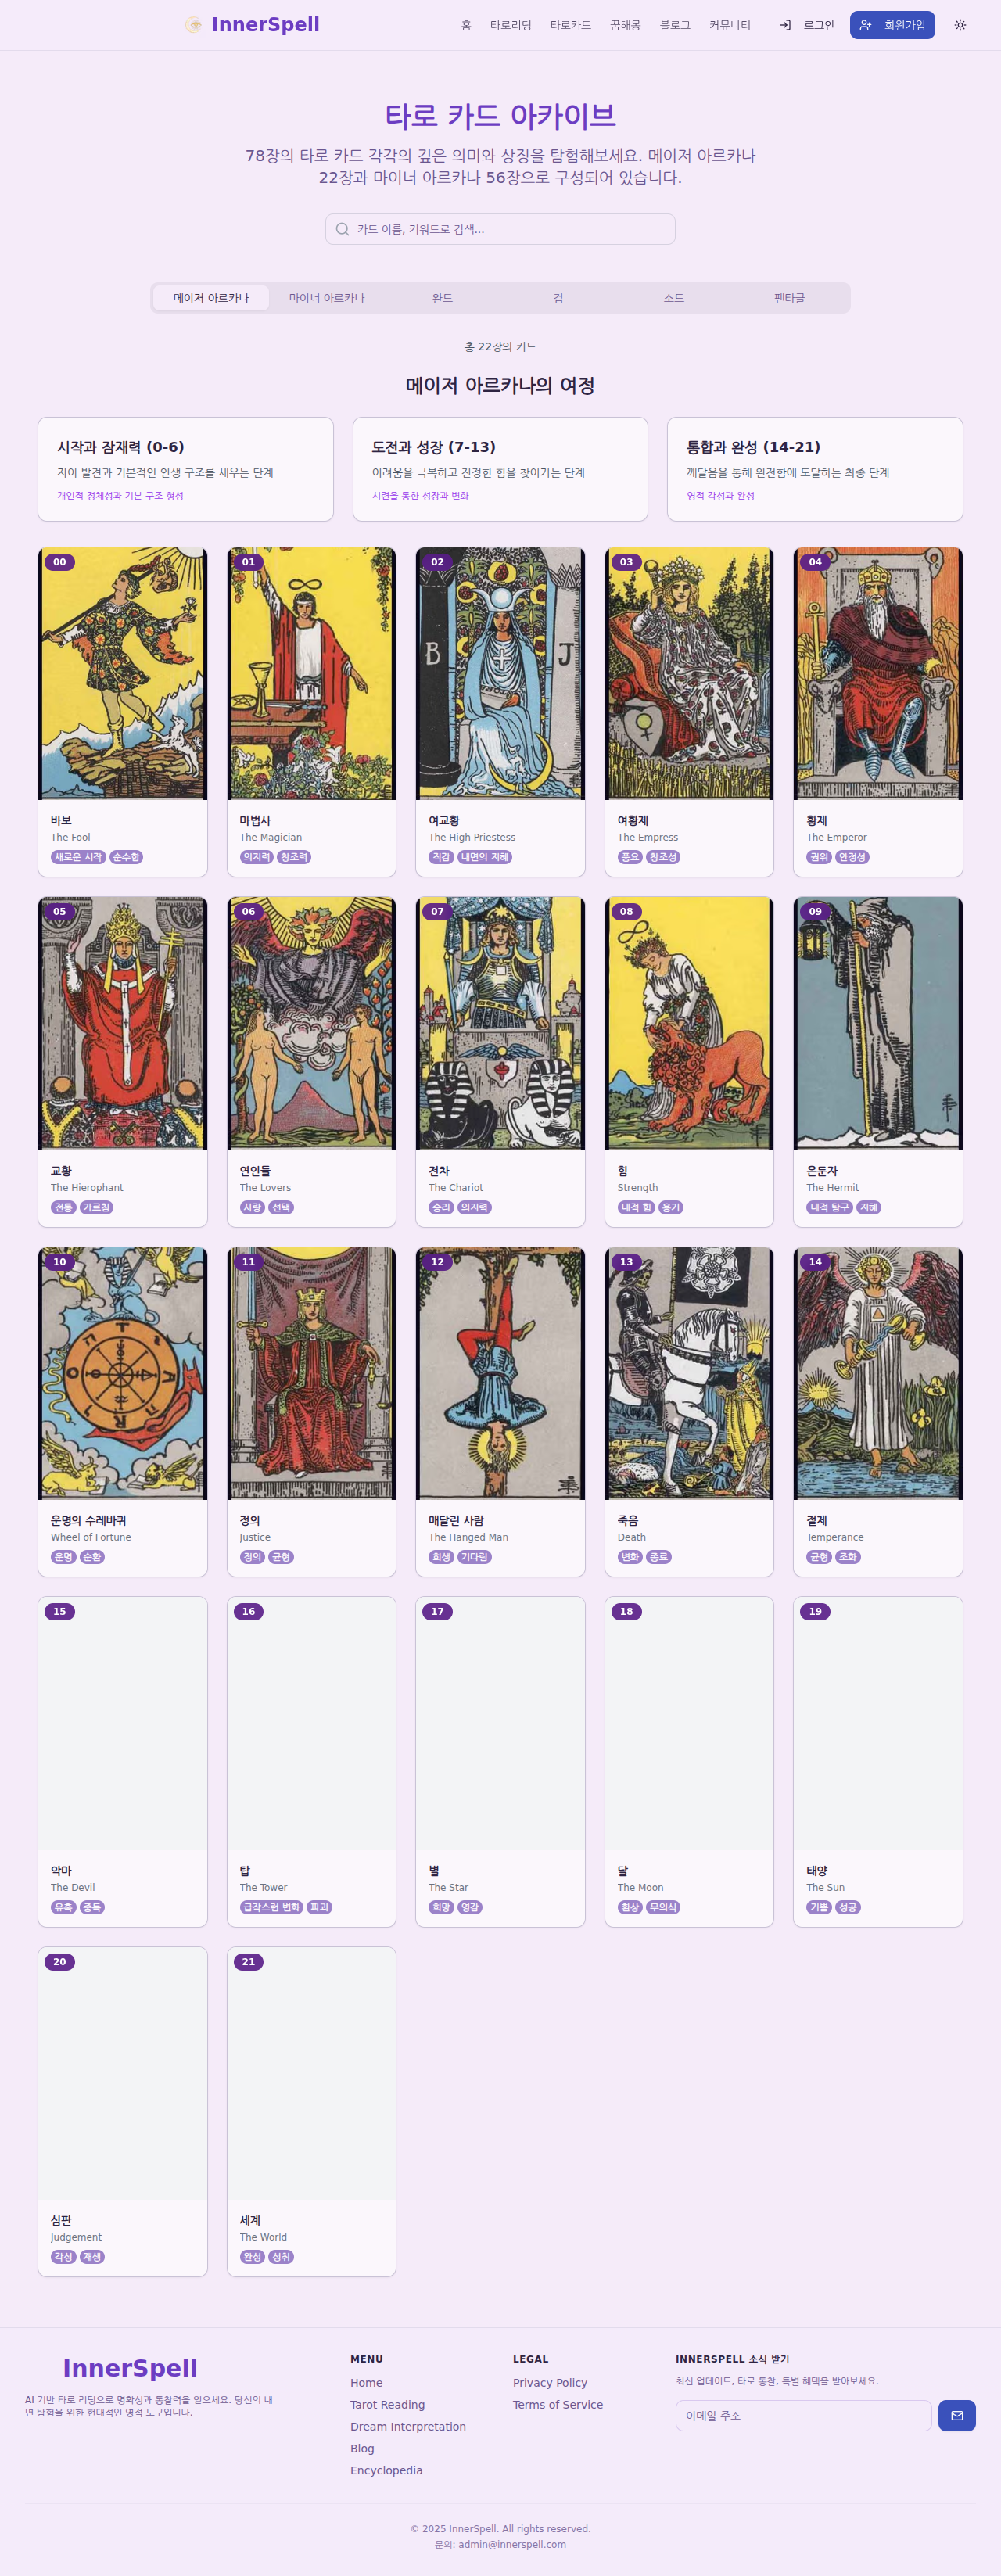 InnerSpell
홈 타로리딩 타로카드 꿈해몽 블로그 커뮤니티 로그인 회원가입
타로 카드 아카이브
78장의 타로 카드 각각의 깊은 의미와 상징을 탐험해보세요. 메이저 아르카나
22장과 마이너 아르카나 56장으로 구성되어 있습니다.
카드 이름, 키워드로 검색...
메이저 아르카나 마이너 아르카나 완드 컵 소드 펜타클
총 22장의 카드
메이저 아르카나의 여정
시작과 잠재력 (0-6)
자아 발견과 기본적인 인생 구조를 세우는 단계
개인적 정체성과 기본 구조 형성
도전과 성장 (7-13)
어려움을 극복하고 진정한 힘을 찾아가는 단계
시련을 통한 성장과 변화
통합과 완성 (14-21)
깨달음을 통해 완전함에 도달하는 최종 단계
영적 각성과 완성
00
바보
The Fool
새로운 시작 순수함
01
마법사
The Magician
의지력 창조력
02
B J
여교황
The High Priestess
직감 내면의 지혜
03
여황제
The Empress
풍요 창조성
04
황제
The Emperor
권위 안정성
05
교황
The Hierophant
전통 가르침
06
연인들
The Lovers
사랑 선택
07
전차
The Chariot
승리 의지력
08
힘
Strength
내적 힘 용기
09
은둔자
The Hermit
내적 탐구 지혜
10
운명의 수레바퀴
Wheel of Fortune
운명 순환
11
정의
Justice
정의 균형
12
매달린 사람
The Hanged Man
희생 기다림
13
죽음
Death
변화 종료
14
절제
Temperance
균형 조화
15
악마
The Devil
유혹 중독
16
탑
The Tower
급작스런 변화 파괴
17
별
The Star
희망 영감
18
달
The Moon
환상 무의식
19
태양
The Sun
기쁨 성공
20
심판
Judgement
각성 재생
21
세계
The World
완성 성취
InnerSpell
AI 기반 타로 리딩으로 명확성과 통찰력을 얻으세요. 당신의 내
면 탐험을 위한 현대적인 영적 도구입니다.
MENU
Home
Tarot Reading
Dream Interpretation
Blog
Encyclopedia
LEGAL
Privacy Policy
Terms of Service
INNERSPELL 소식 받기
최신 업데이트, 타로 통찰, 특별 혜택을 받아보세요.
이메일 주소
© 2025 InnerSpell. All rights reserved.
문의: admin@innerspell.com